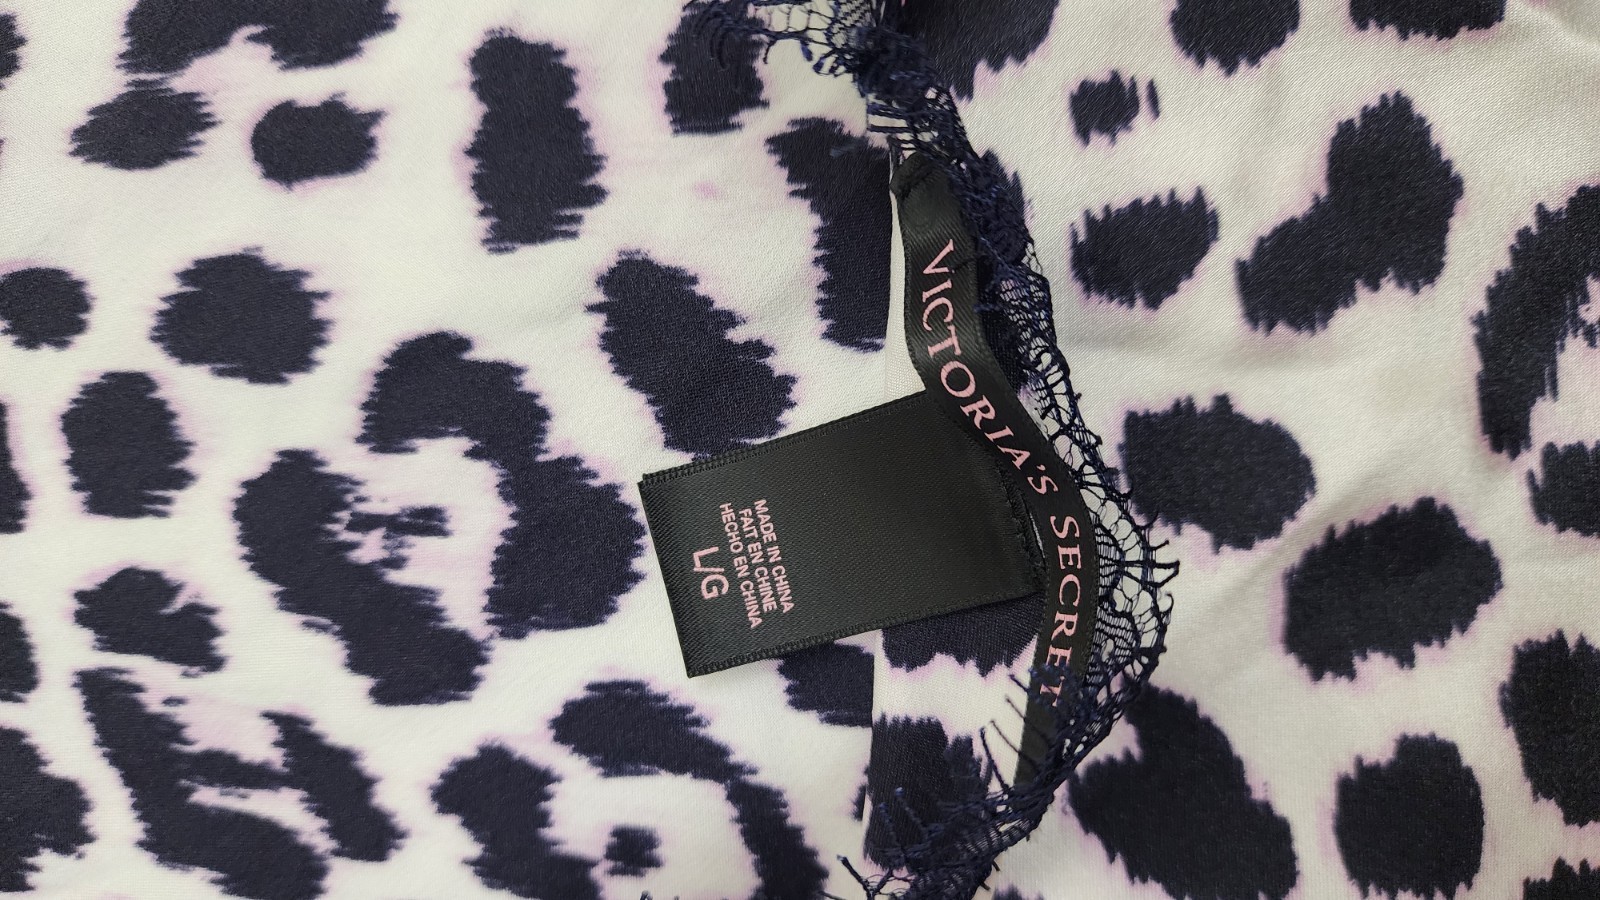 VICTORIA'S SECRET
MADE IN CHINA
FAIT EN CHINE
HECHO EN CHINA
L/G